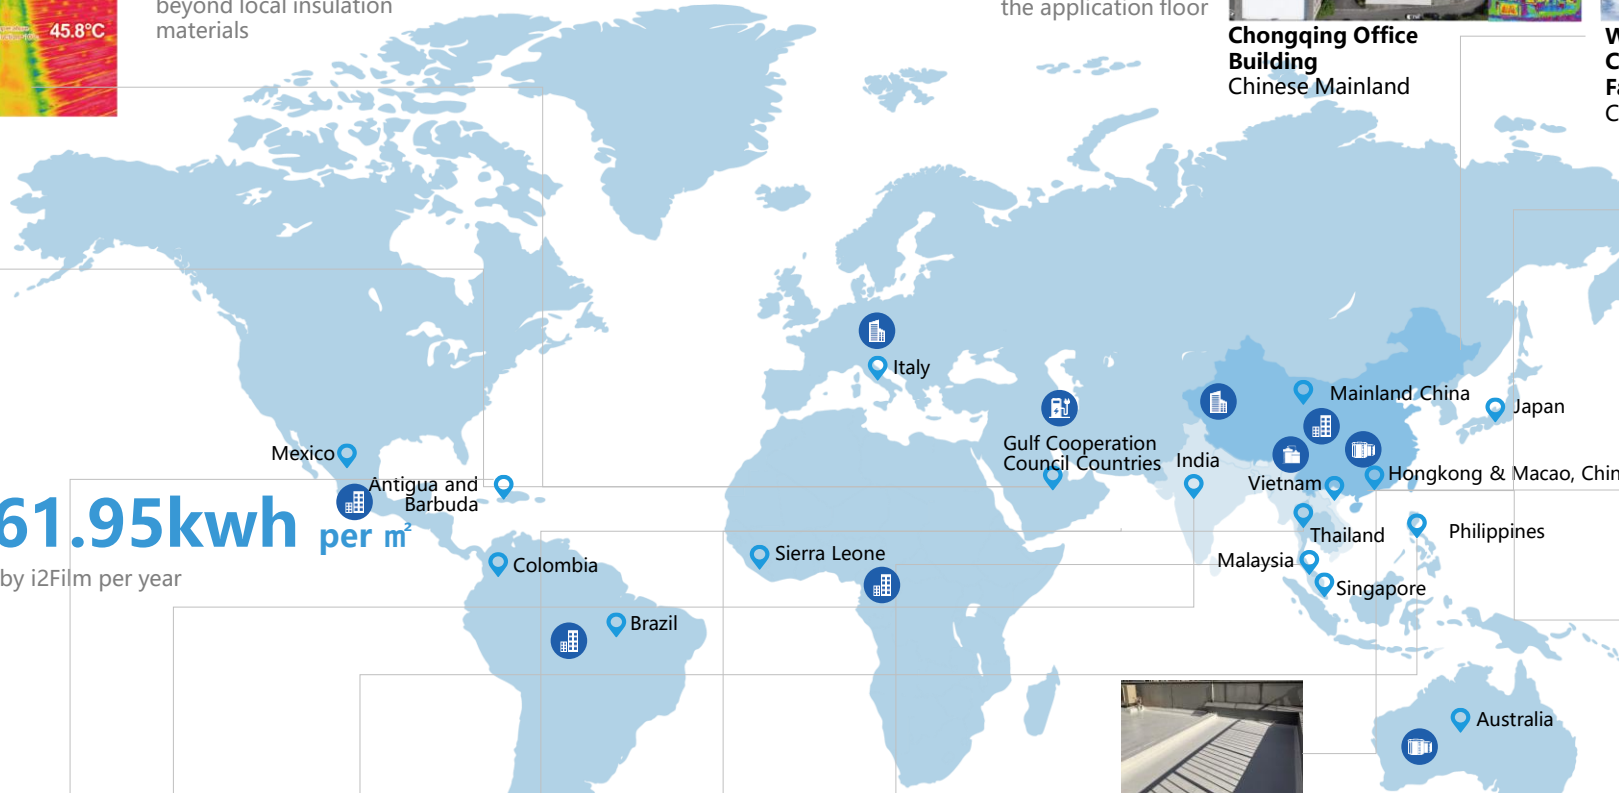 beyond local insulation
materials
45.8°C
the application floor
Chongqing Office
Building
Chinese Mainland
W
C
Fa
C
Italy
Mainland China
Japan
Gulf Cooperation
Council Countries
India
Mexico
Antigua and
Barbuda
Vietnam
Hongkong & Macao, Chin
61.95kwh per m²
by i2Film per year
Thailand
Philippines
Malaysia
Singapore
Colombia
Sierra Leone
Brazil
Australia